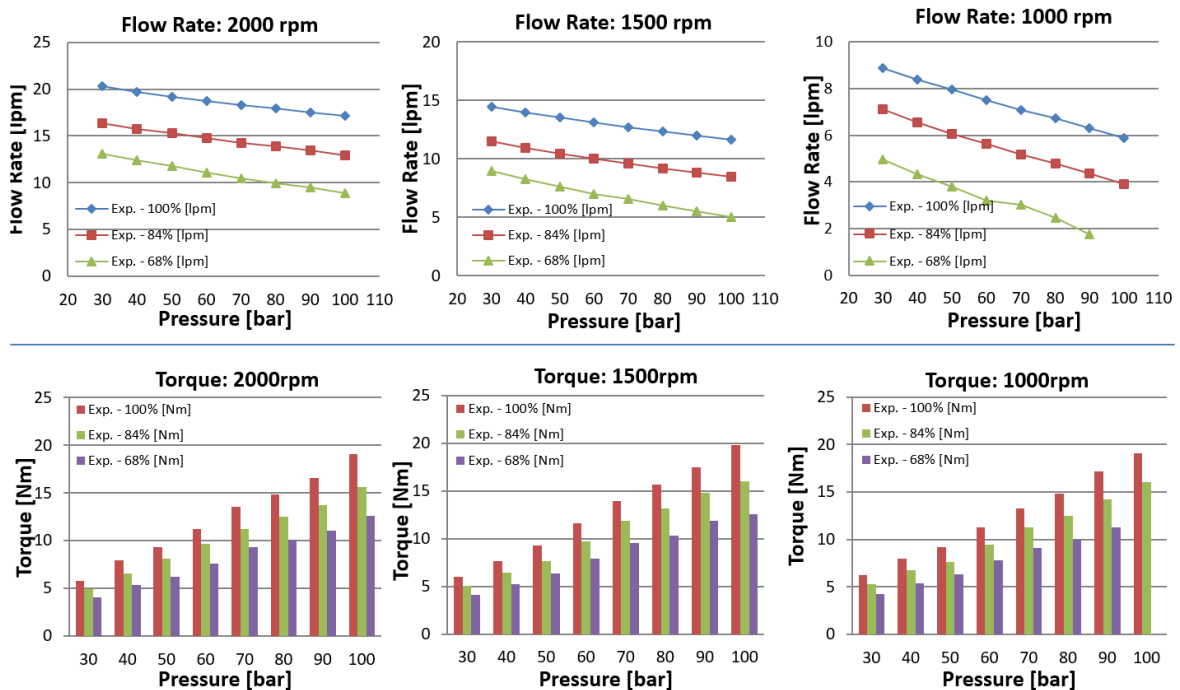 Flow Rate: 2000 rpm
Flow Rate [lpm]
25
20
15
10
5
0
Exp. - 100% [lpm]
Exp. - 84% [lpm]
Exp. - 68% [lpm]
20 30 40 50 60 70 80 90 100 110
Pressure [bar]
Flow Rate: 1500 rpm
Flow Rate [lpm]
20
15
10
5
0
Exp. - 100% [lpm]
Exp. - 84% [lpm]
Exp. - 68% [lpm]
20 30 40 50 60 70 80 90 100 110
Pressure [bar]
Flow Rate: 1000 rpm
Flow Rate [lpm]
10
8
6
4
2
0
Exp. - 100% [lpm]
Exp. - 84% [lpm]
Exp. - 68% [lpm]
20 30 40 50 60 70 80 90 100 110
Pressure [bar]
Torque: 2000rpm
Torque [Nm]
25
20
15
10
5
0
Exp. - 100% [Nm]
Exp. - 84% [Nm]
Exp. - 68% [Nm]
30 40 50 60 70 80 90 100
Pressure [bar]
Torque: 1500rpm
Torque [Nm]
25
20
15
10
5
0
Exp. - 100% [Nm]
Exp. - 84% [Nm]
Exp. - 68% [Nm]
30 40 50 60 70 80 90 100
Pressure [bar]
Torque: 1000rpm
Torque [Nm]
25
20
15
10
5
0
Exp. - 100% [Nm]
Exp. - 84% [Nm]
Exp. - 68% [Nm]
30 40 50 60 70 80 90 100
Pressure [bar]